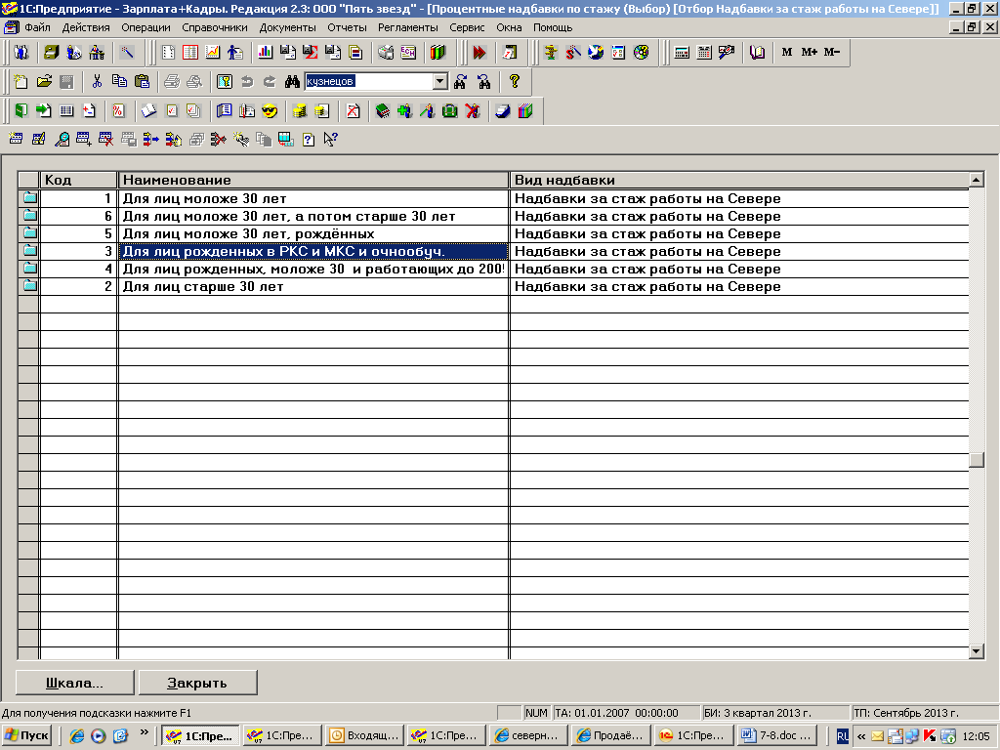 1С:Предприятие - Зарплата+Кадры. Редакция 2.3: ООО "Пять звезд" - [Процентные надбавки по стажу (Выбор) [Отбор Надбавки за стаж работы на Севере]]
Файл Действия Операции Справочники Документы Отчеты Регламенты Сервис Окна Помощь
M M+ M-
кузнецов
Код Наименование Вид надбавки
1 Для лиц моложе 30 лет Надбавки за стаж работы на Севере
6 Для лиц моложе 30 лет, а потом старше 30 лет Надбавки за стаж работы на Севере
5 Для лиц моложе 30 лет, рождённых Надбавки за стаж работы на Севере
3 Для лиц рожденных в РКС и МКС и очнообуч. Надбавки за стаж работы на Севере
4 Для лиц рожденных, моложе 30 и работающих до 200 Надбавки за стаж работы на Севере
2 Для лиц старше 30 лет Надбавки за стаж работы на Севере
Шкала... Закрыть
Для получения подсказки нажмите F1 NUM TA: 01.01.2007 00:00:00 БИ: 3 квартал 2013 г. ТП: Сентябрь 2013 г.
Пуск » 1С:Пре... 1С:Пре... Входящ... 1С:Пре... северн... Продаё... 1С:Пре... 7-8.doc ... RU « 12:05